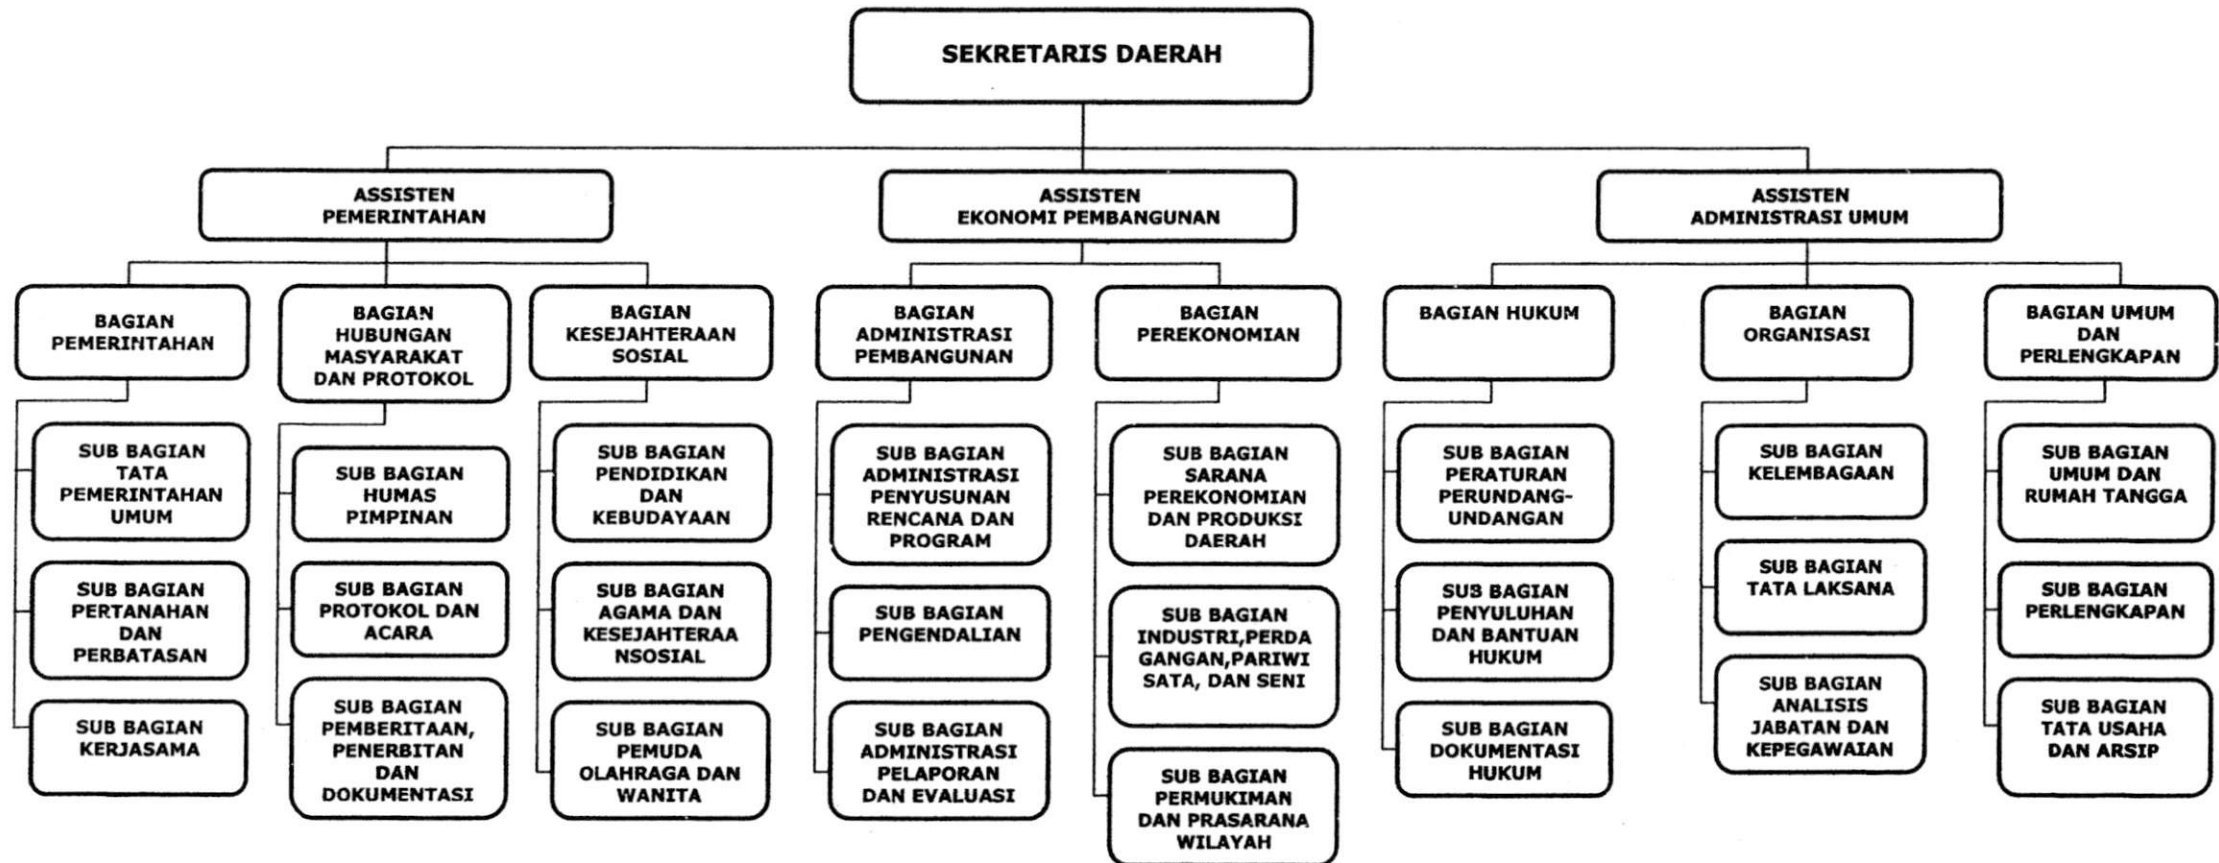 SEKRETARIS DAERAH
ASSISTEN
PEMERINTAHAN
ASSISTEN
EKONOMI PEMBANGUNAN
ASSISTEN
ADMINISTRASI UMUM
BAGIAN
PEMERINTAHAN
BAGIAN
HUBUNGAN
MASYARAKAT
DAN PROTOKOL
BAGIAN
KESEJAHTERAAN
SOSIAL
BAGIAN
ADMINISTRASI
PEMBANGUNAN
BAGIAN
PEREKONOMIAN
BAGIAN HUKUM
BAGIAN
ORGANISASI
BAGIAN UMUM
DAN
PERLENGKAPAN
SUB BAGIAN
TATA
PEMERINTAHAN
UMUM
SUB BAGIAN
PERTANAHAN
DAN
PERBATASAN
SUB BAGIAN
KERJASAMA
SUB BAGIAN
HUMAS
PIMPINAN
SUB BAGIAN
PROTOKOL DAN
ACARA
SUB BAGIAN
PEMBERITAAN,
PENERBITAN
DAN
DOKUMENTASI
SUB BAGIAN
PENDIDIKAN
DAN
KEBUDAYAAN
SUB BAGIAN
AGAMA DAN
KESEJAHTERAA
NSOSIAL
SUB BAGIAN
PEMUDA
OLAHRAGA DAN
WANITA
SUB BAGIAN
ADMINISTRASI
PENYUSUNAN
RENCANA DAN
PROGRAM
SUB BAGIAN
PENGENDALIAN
SUB BAGIAN
ADMINISTRASI
PELAPORAN
DAN EVALUASI
SUB BAGIAN
SARANA
PEREKONOMIAN
DAN PRODUKSI
DAERAH
SUB BAGIAN
INDUSTRI,PERDA
GANGAN,PARIWI
SATA, DAN SENI
SUB BAGIAN
PERMUKIMAN
DAN PRASARANA
WILAYAH
SUB BAGIAN
PERATURAN
PERUNDANG-
UNDANGAN
SUB BAGIAN
PENYULUHAN
DAN BANTUAN
HUKUM
SUB BAGIAN
DOKUMENTASI
HUKUM
SUB BAGIAN
KELEMBAGAAN
SUB BAGIAN
TATA LAKSANA
SUB BAGIAN
ANALISIS
JABATAN DAN
KEPEGAWAIAN
SUB BAGIAN
UMUM DAN
RUMAH TANGGA
SUB BAGIAN
PERLENGKAPAN
SUB BAGIAN
TATA USAHA
DAN ARSIP